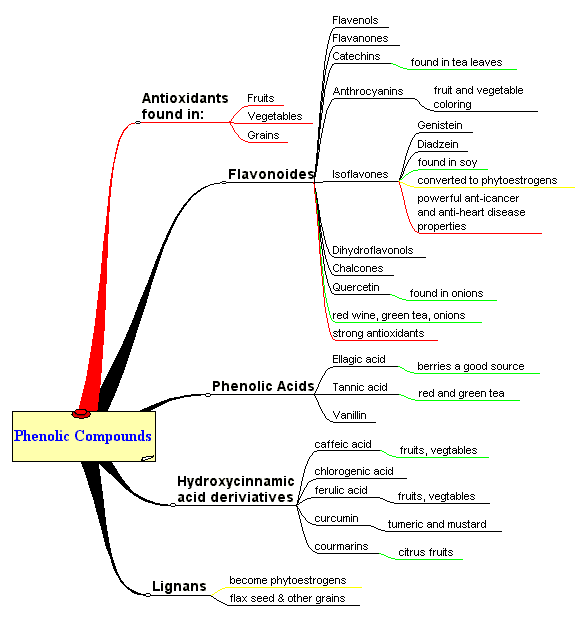 Flavenols
Flavanones
Catechins
found in tea leaves
Antioxidants
found in:
Fruits
Vegetables
Grains
Anthrocyanins
fruit and vegetable
coloring
Flavonoides
Isoflavones
Genistein
Diadzein
found in soy
converted to phytoestrogens
powerful ant-icancer
and anti-heart disease
properties
Dihydroflavonols
Chalcones
Quercetin
found in onions
red wine, green tea, onions
strong antioxidants
Phenolic Acids
Ellagic acid
berries a good source
Tannic acid
red and green tea
Vanillin
Phenolic Compounds
Hydroxycinnamic
acid deriviatives
caffeic acid
fruits, vegtables
chlorogenic acid
ferulic acid
fruits, vegtables
curcumin
tumeric and mustard
courmarins
citrus fruits
Lignans
become phytoestrogens
flax seed & other grains